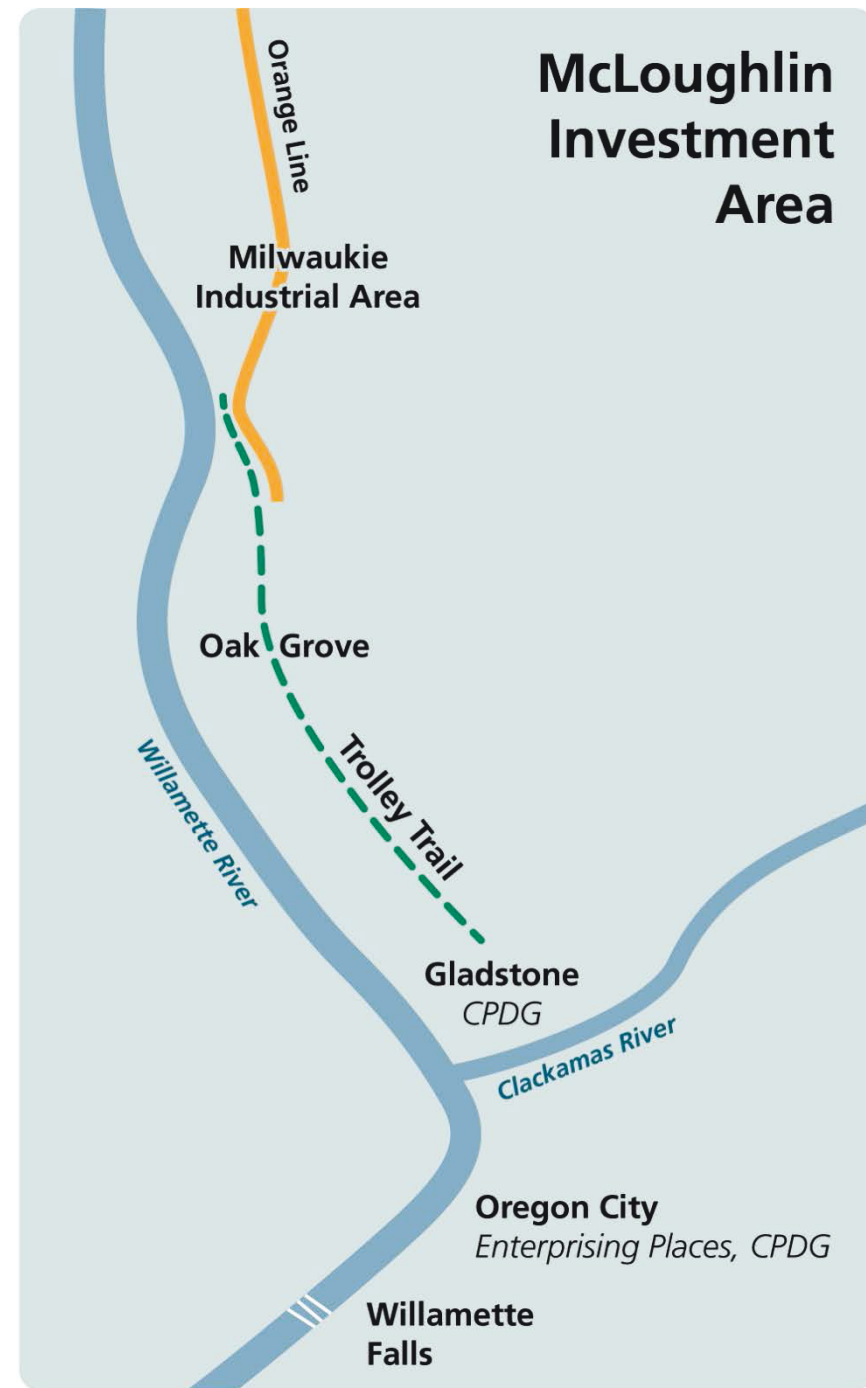 McLoughlin
Investment
Area
Orange Line
Milwaukie
Industrial Area
Oak Grove
Trolley Trail
Willamette River
Gladstone
CPDG
Clackamas River
Oregon City
Enterprising Places, CPDG
Willamette
Falls